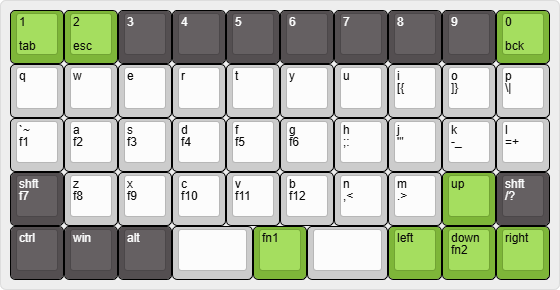 1 2 3 4 5 6 7 8 9 0
tab esc bck
q w e r t y u i o p
[{ ]} \|
`~ a s d f g h j k l
f1 f2 f3 f4 f5 f6 ;: '" -_ =+
shft z x c v b n m up shft
f7 f8 f9 f10 f11 f12 ,< .> /?
ctrl win alt fn1 left down right
fn2